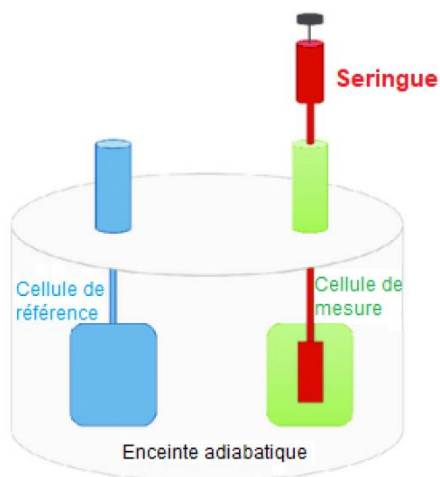 Seringue
Cellule de
référence
Cellule de
mesure
Enceinte adiabatique